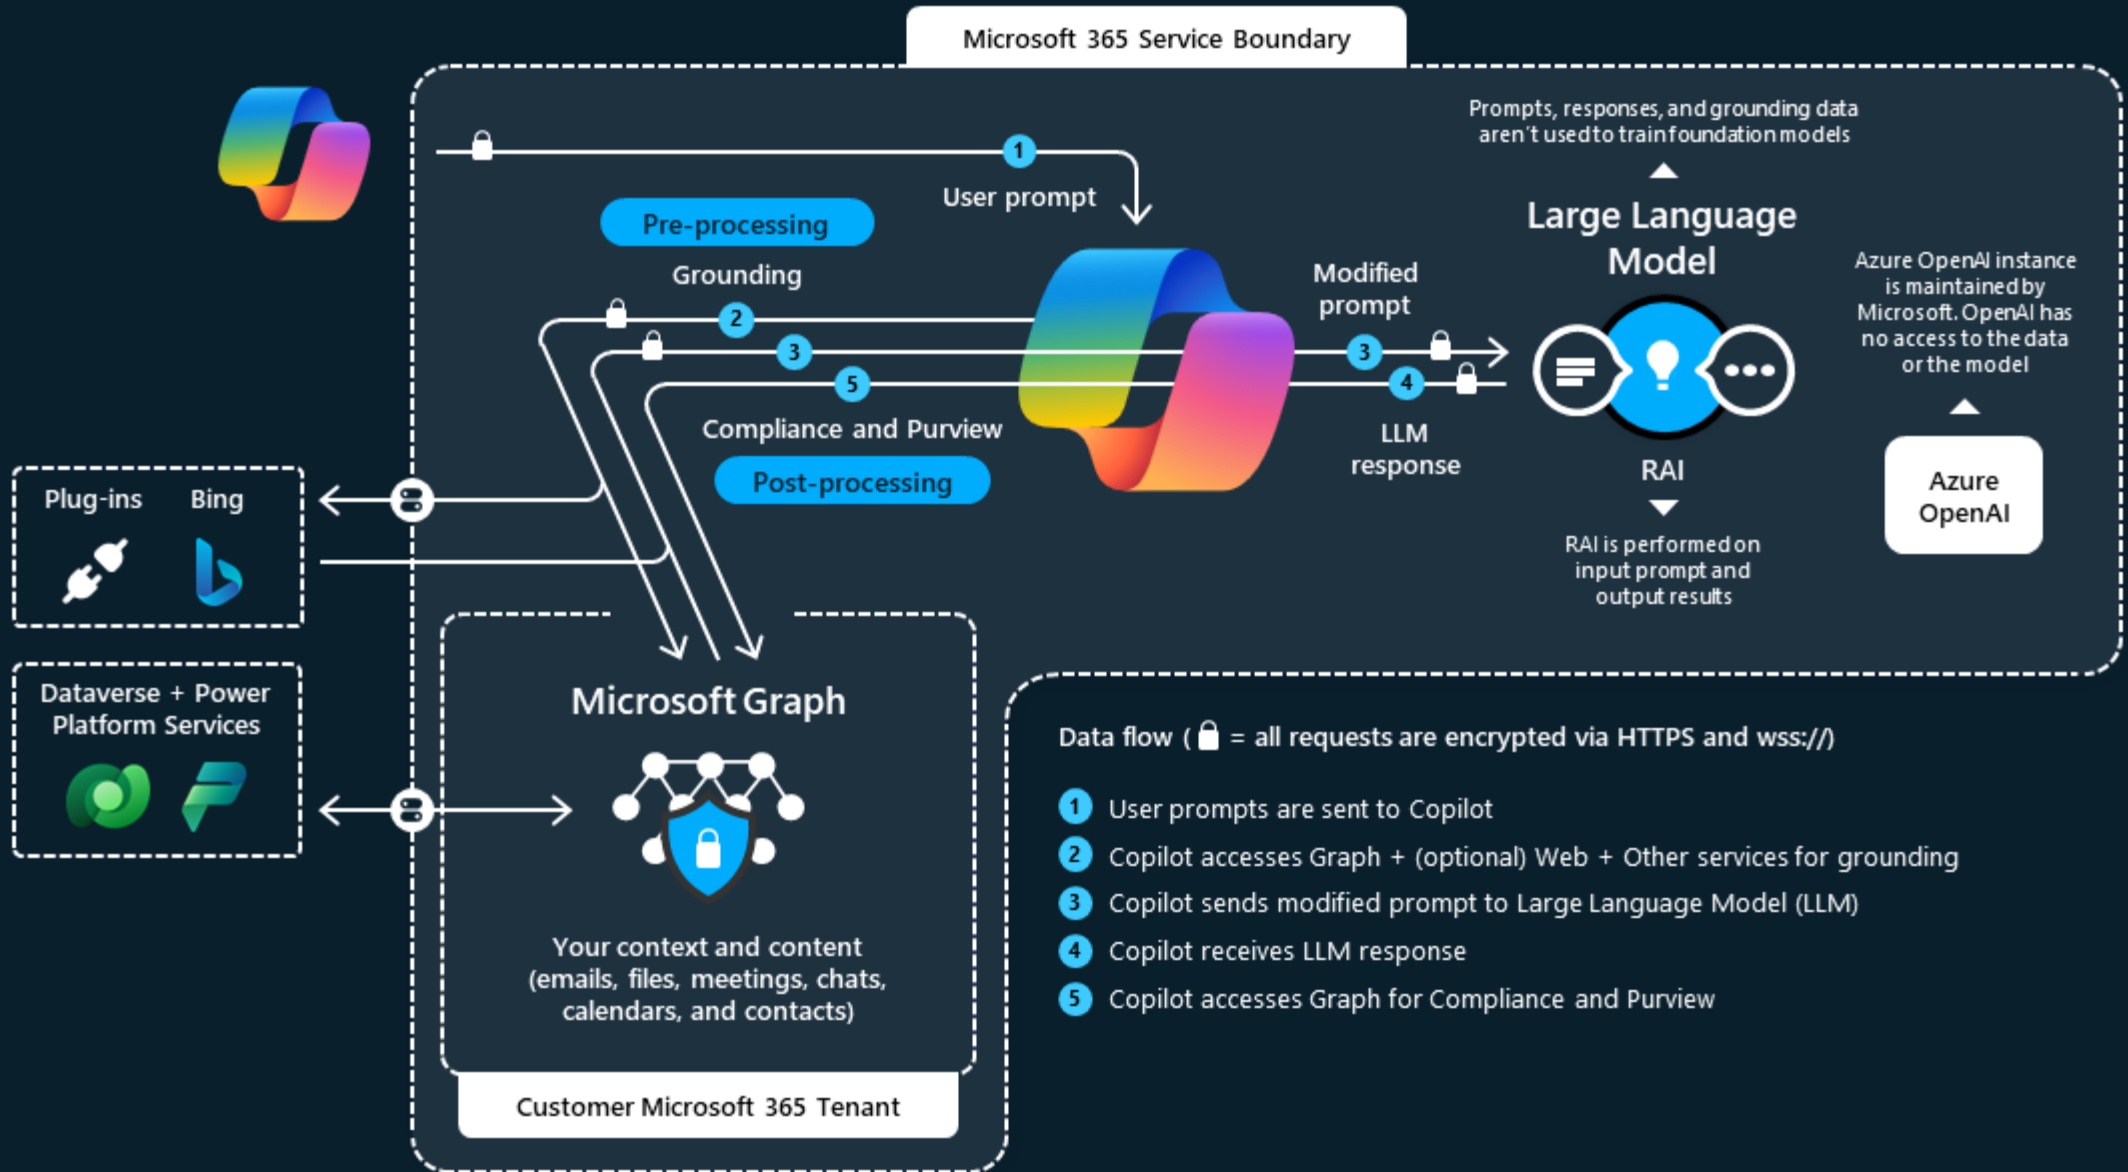 Microsoft 365 Service Boundary
Prompts, responses, and grounding data
aren't used to train foundation models
1
User prompt
Pre-processing
Grounding
2
3
5
Compliance and Purview
Post-processing
Modified
prompt
3
4
LLM
response
Large Language
Model
RAI
RAI is performed on
input prompt and
output results
Azure OpenAI instance
is maintained by
Microsoft. OpenAI has
no access to the data
or the model
Azure
OpenAI
Plug-ins
Bing
Dataverse + Power
Platform Services
Microsoft Graph
Your context and content
(emails, files, meetings, chats,
calendars, and contacts)
Customer Microsoft 365 Tenant
Data flow ( = all requests are encrypted via HTTPS and wss://)
1 User prompts are sent to Copilot
2 Copilot accesses Graph + (optional) Web + Other services for grounding
3 Copilot sends modified prompt to Large Language Model (LLM)
4 Copilot receives LLM response
5 Copilot accesses Graph for Compliance and Purview